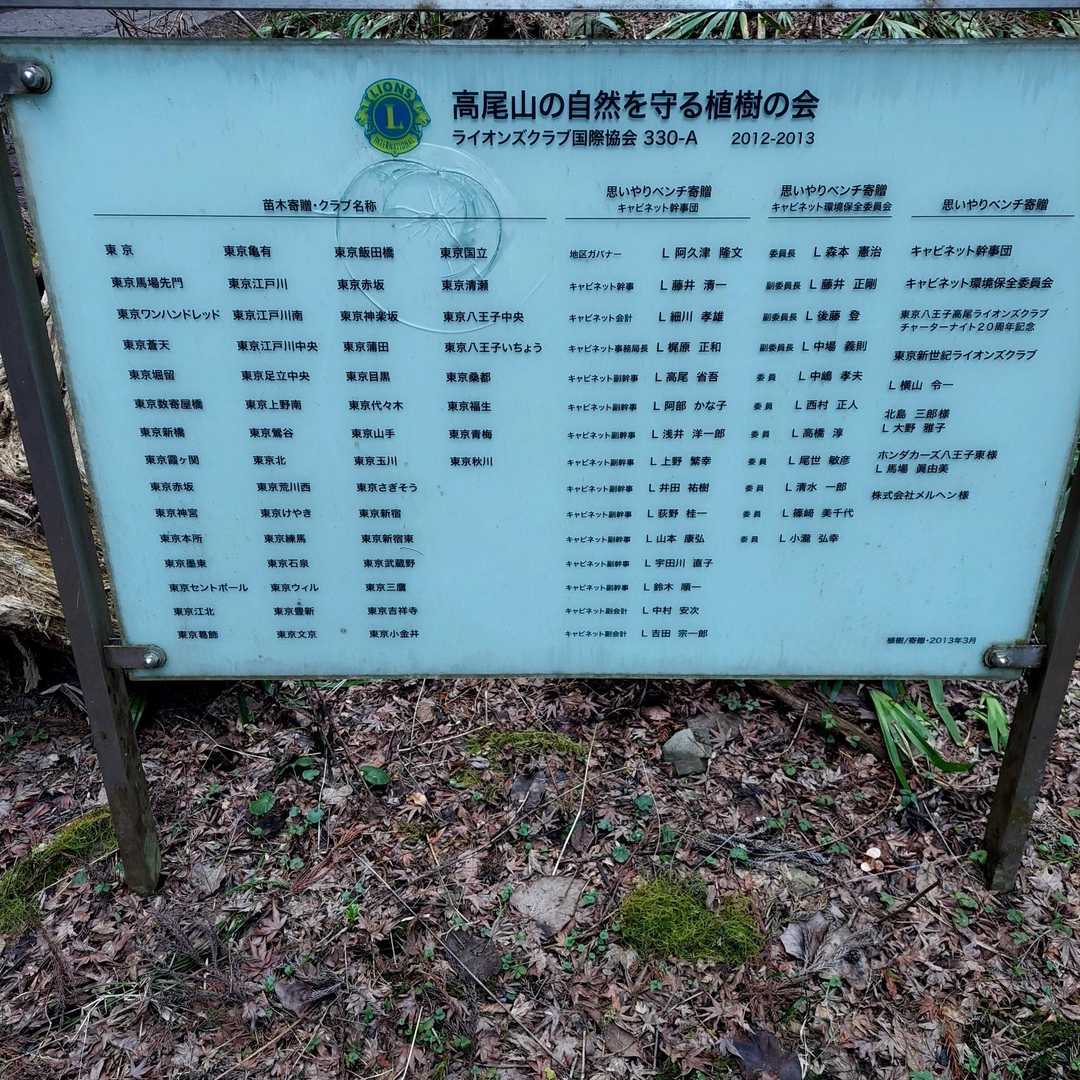 LIONS
L
INTERNATIONAL
高尾山の自然を守る植樹の会
ライオンズクラブ国際協会 330-A 2012-2013
苗木寄贈・クラブ名称
東京 東京亀有 東京飯田橋 東京国立
東京馬場先門 東京江戸川 東京赤坂 東京清瀬
東京ワンハンドレッド 東京江戸川南 東京神楽坂 東京八王子中央
東京蒼天 東京江戸川中央 東京蒲田 東京八王子いちょう
東京堀留 東京足立中央 東京目黒 東京桑都
東京数寄屋橋 東京上野南 東京代々木 東京福生
東京新橋 東京鶯谷 東京山手 東京青梅
東京霞ヶ関 東京北 東京玉川 東京秋川
東京赤坂 東京荒川西 東京さぎそう
東京神宮 東京けやき 東京新宿
東京本所 東京練馬 東京新宿東
東京墨東 東京石泉 東京武蔵野
東京セントポール 東京ウィル 東京三鷹
東京江北 東京豊新 東京吉祥寺
東京葛飾 東京文京 東京小金井
思いやりベンチ寄贈
キャビネット幹事団
地区ガバナー L 阿久津 隆文
キャビネット幹事 L 藤井 清一
キャビネット会計 L 細川 孝雄
キャビネット事務局長 L 梶原 正和
キャビネット副幹事 L 高尾 省吾
キャビネット副幹事 L 阿部 かな子
キャビネット副幹事 L 浅井 洋一郎
キャビネット副幹事 L 上野 繁幸
キャビネット副幹事 L 井田 祐樹
キャビネット副幹事 L 荻野 桂一
キャビネット副幹事 L 山本 康弘
キャビネット副幹事 L 宇田川 直子
キャビネット副幹事 L 鈴木 順一
キャビネット副会計 L 中村 安次
キャビネット副会計 L 吉田 宗一郎
思いやりベンチ寄贈
キャビネット環境保全委員会
委員長 L 森本 憲治
副委員長 L 藤井 正剛
副委員長 L 後藤 登
副委員長 L 中場 義則
委員 L 中嶋 孝夫
委員 L 西村 正人
委員 L 高橋 淳
委員 L 尾世 敏彦
委員 L 清水 一郎
委員 L 篠崎 美千代
委員 L 小瀧 弘幸
思いやりベンチ寄贈
キャビネット幹事団
キャビネット環境保全委員会
東京八王子高尾ライオンズクラブ
チャーターナイト20周年記念
東京新世紀ライオンズクラブ
L 横山 令一
北島 三郎様
L 大野 雅子
ホンダカーズ八王子東様
L 馬場 眞由美
株式会社メルヘン様
植樹/寄贈・2013年3月